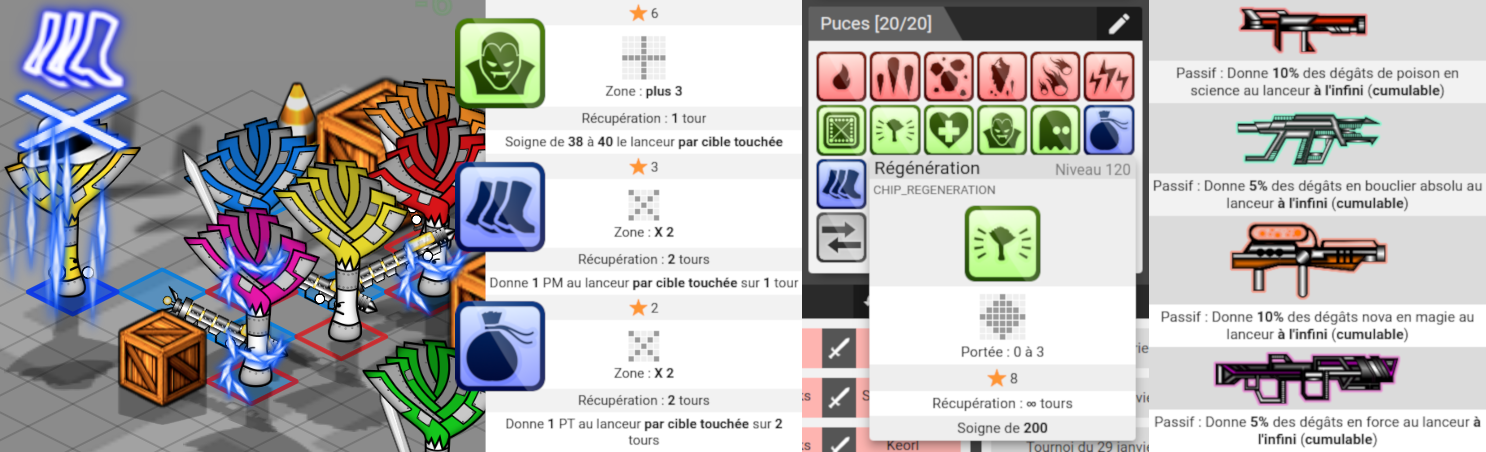 6
Zone : plus 3
Récupération : 1 tour
Soigne de 38 à 40 le lanceur par cible touchée
3
Zone : X 2
Récupération : 2 tours
Donne 1 PM au lanceur par cible touchée sur 1 tour
2
Zone : X 2
Récupération : 2 tours
Donne 1 PT au lanceur par cible touchée sur 2
tours
Puces [20/20]
Régénération
Niveau 120
CHIP_REGENERATION
Portée : 0 à 3
8
Récupération : ∞ tours
Soigne de 200
Keorl
Tournoi du 29 janvi
Passif : Donne 10% des dégâts de poison en
science au lanceur à l'infini (cumulable)
Passif : Donne 5% des dégâts en bouclier absolu au
lanceur à l'infini (cumulable)
Passif : Donne 10% des dégâts nova en magie au
lanceur à l'infini (cumulable)
Passif : Donne 5% des dégâts en force au lanceur à
l'infini (cumulable)